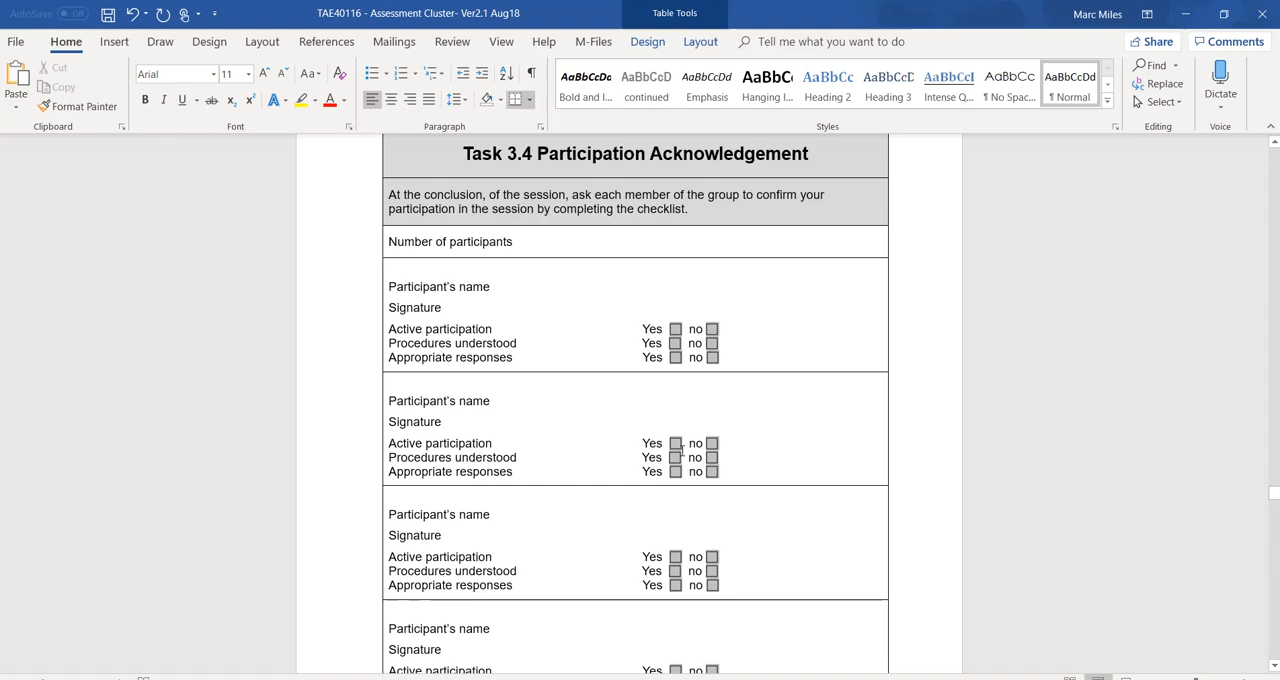 AutoSave Off TAE40116 - Assessment Cluster- Ver2.1 Aug18 Table Tools Marc Miles
File Home Insert Draw Design Layout References Mailings Review View Help M-Files Design Layout Tell me what you want to do Share Comments
Paste Cut Copy Format Painter
Arial 11
AaBbCcDc AaBbCcD AaBbCcDd AaBbC AaBbCc AaBbCcD AaBbCcI AaBbCc AaBbCcDd
Bold and I... continued Emphasis Hanging I... Heading 2 Heading 3 Intense Q... ¶ No Spac... ¶ Normal
Find Replace Select
Dictate
Clipboard Font Paragraph Styles Editing Voice
Task 3.4 Participation Acknowledgement
At the conclusion, of the session, ask each member of the group to confirm your
participation in the session by completing the checklist.
Number of participants
Participant's name
Signature
Active participation Yes no
Procedures understood Yes no
Appropriate responses Yes no
Participant's name
Signature
Active participation Yes no
Procedures understood Yes no
Appropriate responses Yes no
Participant's name
Signature
Active participation Yes no
Procedures understood Yes no
Appropriate responses Yes no
Participant's name
Signature
Active participation Yes no